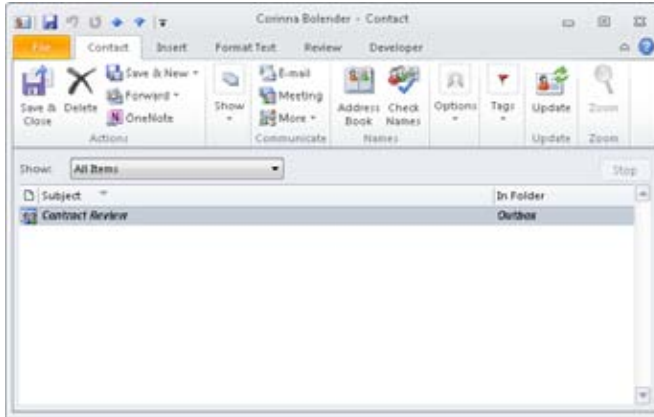 Corinna Bolender - Contact
File Contact Insert Format Text Review Developer
Save & Close
Delete
Save & New
Forward
OneNote
Actions
Show
E-mail
Meeting
More
Communicate
Address Book
Check Names
Names
Options
Tags
Update
Update
Zoom
Zoom
Show: All Items Stop
Subject In Folder
Contract Review Outbox